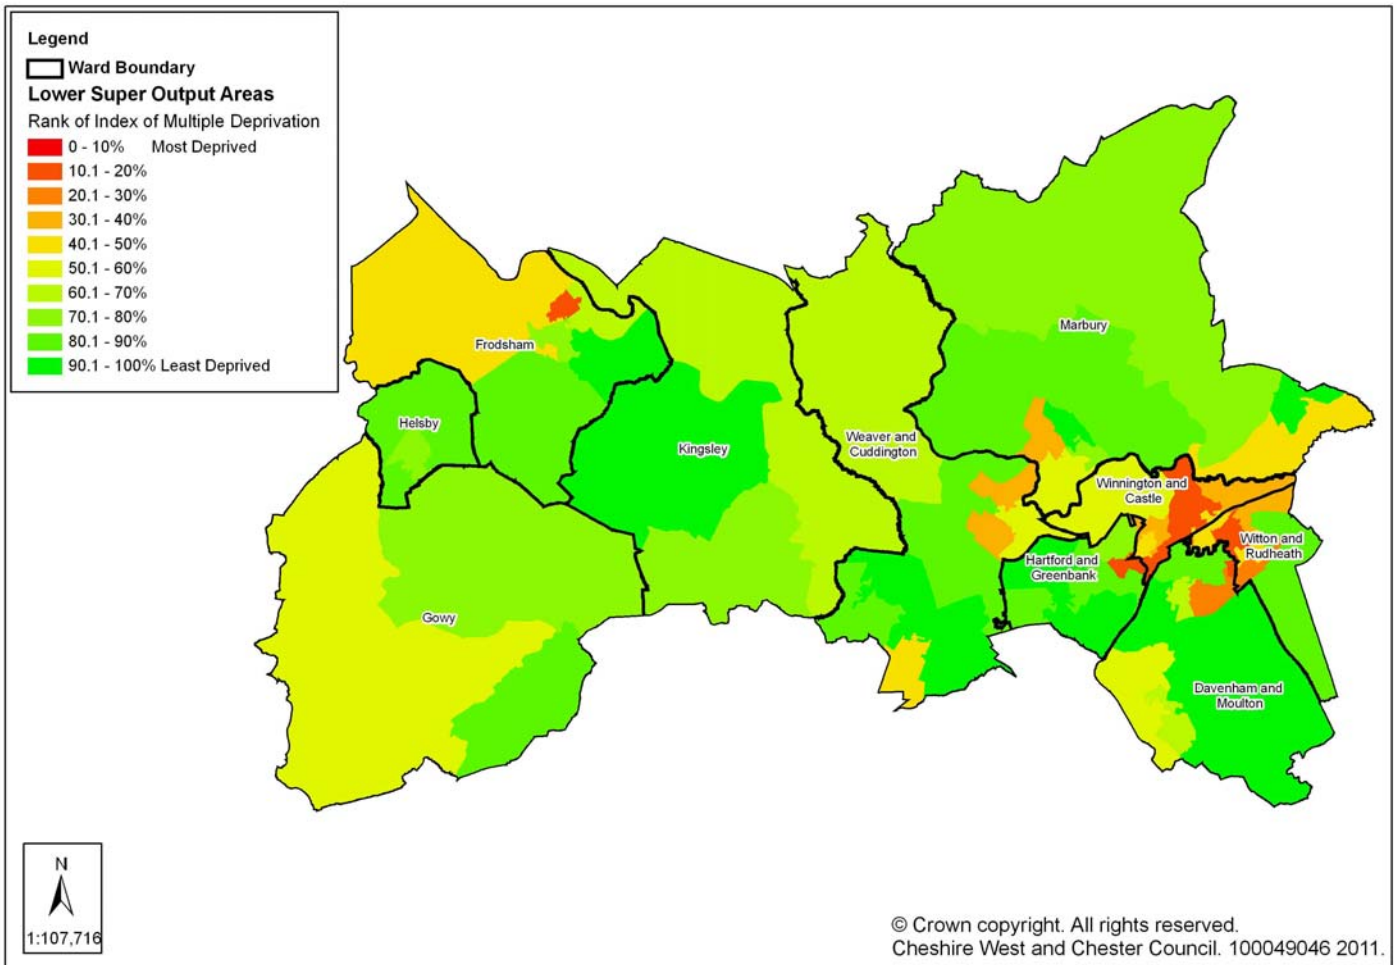 Legend
Ward Boundary
Lower Super Output Areas
Rank of Index of Multiple Deprivation
0 - 10% Most Deprived
10.1 - 20%
20.1 - 30%
30.1 - 40%
40.1 - 50%
50.1 - 60%
60.1 - 70%
70.1 - 80%
80.1 - 90%
90.1 - 100% Least Deprived
Marbury
Frodsham
Helsby
Kingsley
Weaver and
Cuddington
Winnington and
Castle
Witton and
Rudheath
Hartford and
Greenbank
Gowy
Davenham and
Moulton
N
1:107,716
© Crown copyright. All rights reserved.
Cheshire West and Chester Council. 100049046 2011.